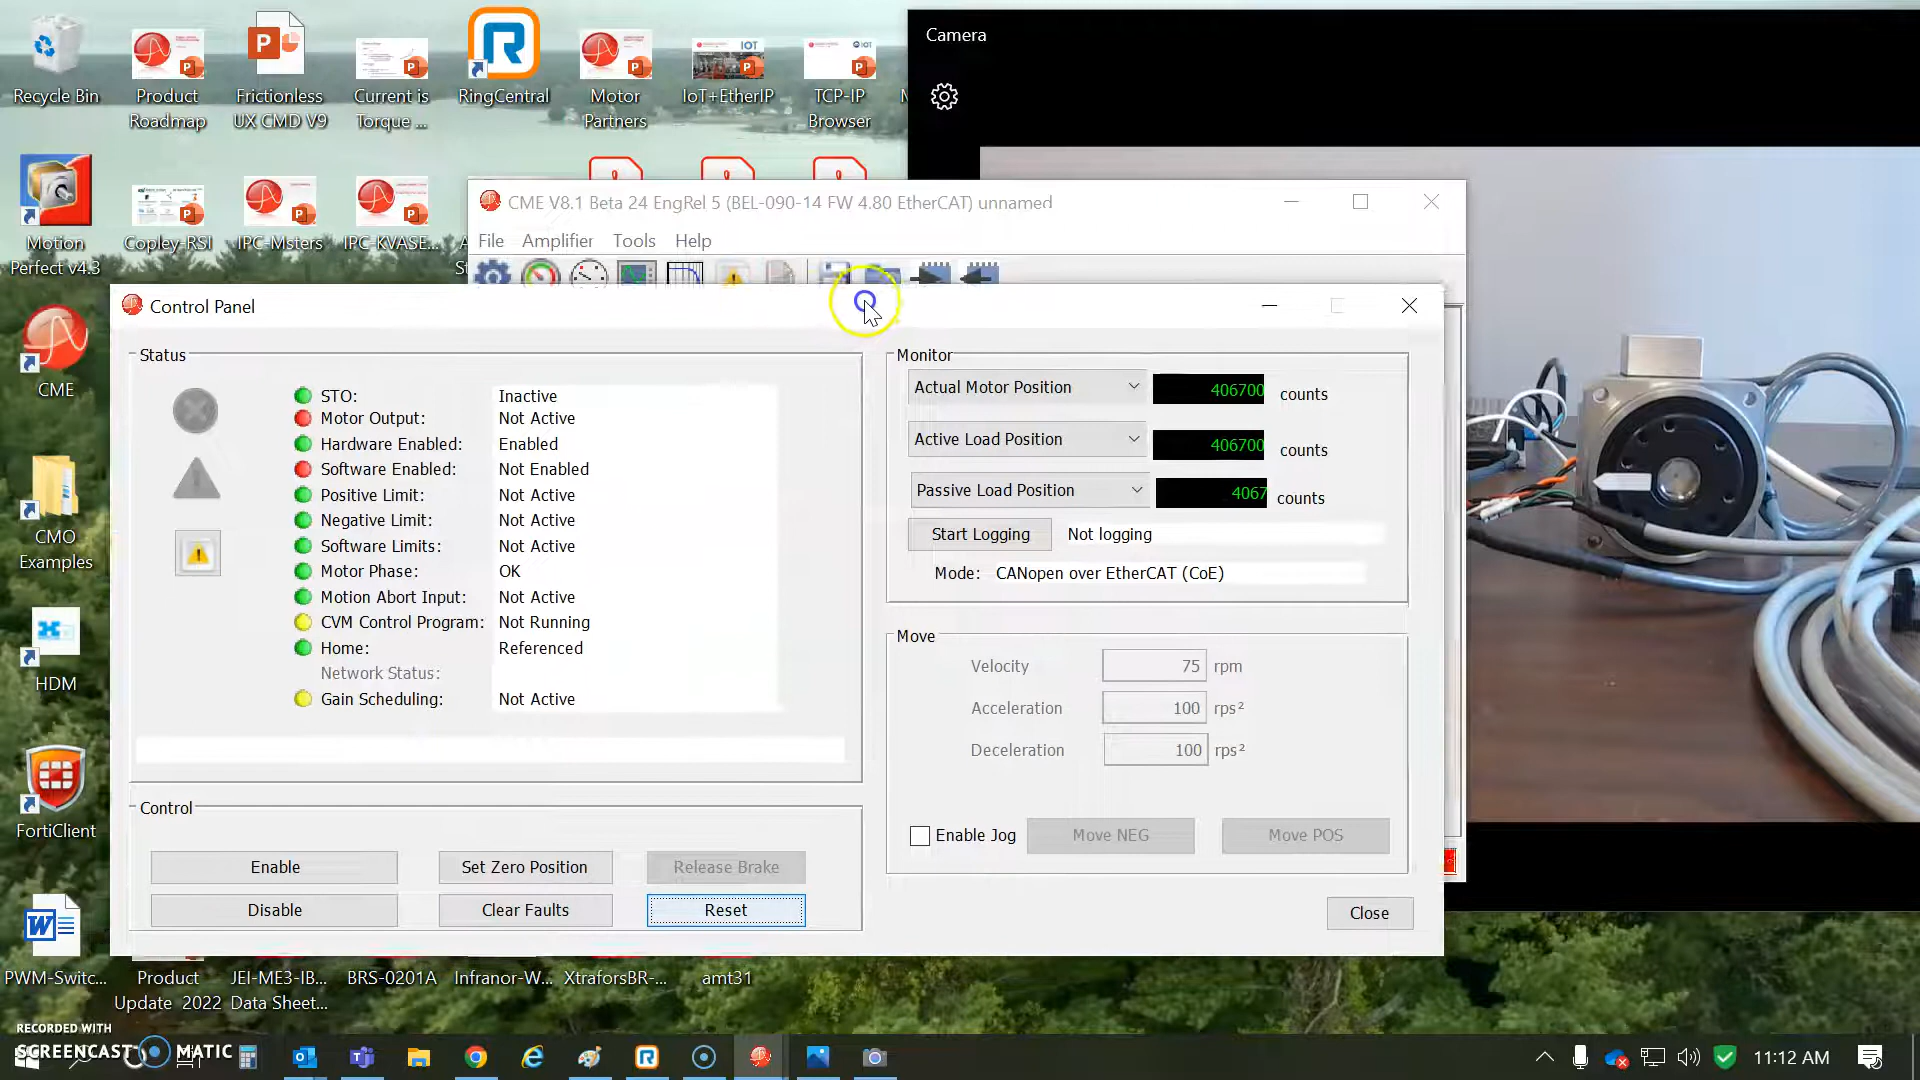 Camera
Recycle Bin
Product
Roadmap
Frictionless
UX CMD V9
Current is
Torque ...
RingCentral
Motor
Partners
IoT+EtherIP
TCP-IP
Browser
Motion
Perfect v4.3
Copley-RSI
IPC-Msters
IPC-KVASE...
CME V8.1 Beta 24 EngRel 5 (BEL-090-14 FW 4.80 EtherCAT) unnamed
File Amplifier Tools Help
Control Panel
CME
CMO
Examples
HDM
FortiClient
Status
STO: Inactive
Motor Output: Not Active
Hardware Enabled: Enabled
Software Enabled: Not Enabled
Positive Limit: Not Active
Negative Limit: Not Active
Software Limits: Not Active
Motor Phase: OK
Motion Abort Input: Not Active
CVM Control Program: Not Running
Home: Referenced
Network Status:
Gain Scheduling: Not Active
Monitor
Actual Motor Position 406700 counts
Active Load Position 406700 counts
Passive Load Position 4067 counts
Start Logging Not logging
Mode: CANopen over EtherCAT (CoE)
Move
Velocity 75 rpm
Acceleration 100 rps²
Deceleration 100 rps²
Enable Jog Move NEG Move POS
Control
Enable Set Zero Position Release Brake
Disable Clear Faults Reset
Close
PWM-Switc...
Product
Update 2022
JEI-ME3-IB...
Data Sheet...
BRS-0201A
Infranor-W...
XtraforsBR-...
amt31
RECORDED WITH
SCREENCAST MATIC
11:12 AM